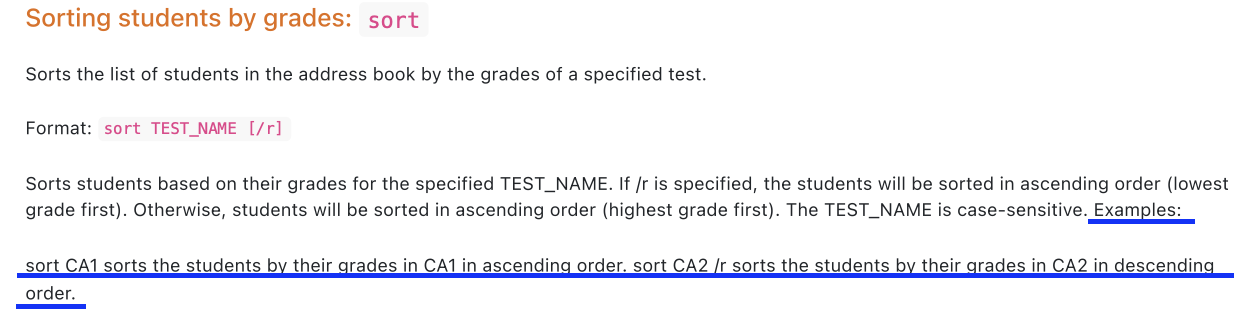 Sorting students by grades: sort
Sorts the list of students in the address book by the grades of a specified test.
Format: sort TEST_NAME [/r]
Sorts students based on their grades for the specified TEST_NAME. If /r is specified, the students will be sorted in ascending order (lowest
grade first). Otherwise, students will be sorted in ascending order (highest grade first). The TEST_NAME is case-sensitive. Examples:
sort CA1 sorts the students by their grades in CA1 in ascending order. sort CA2 /r sorts the students by their grades in CA2 in descending
order.